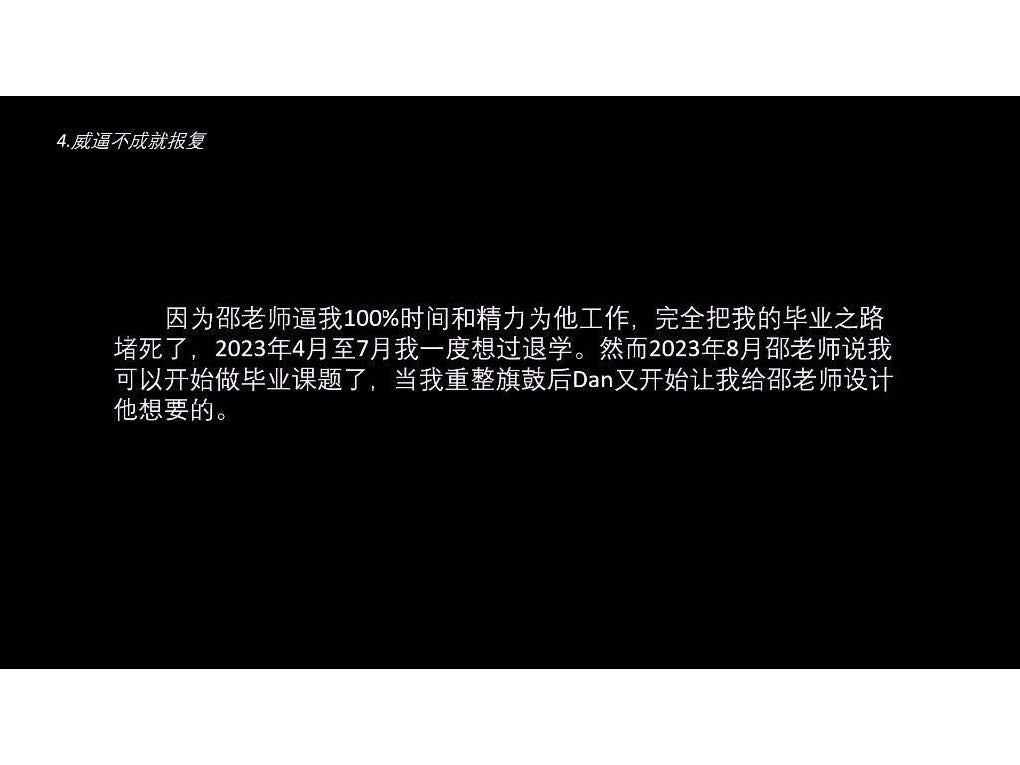 4.威逼不成就报复
因为邵老师逼我100%时间和精力为他工作，完全把我的毕业之路
堵死了，2023年4月至7月我一度想过退学。然而2023年8月邵老师说我
可以开始做毕业课题了，当我重整旗鼓后Dan又开始让我给邵老师设计
他想要的。